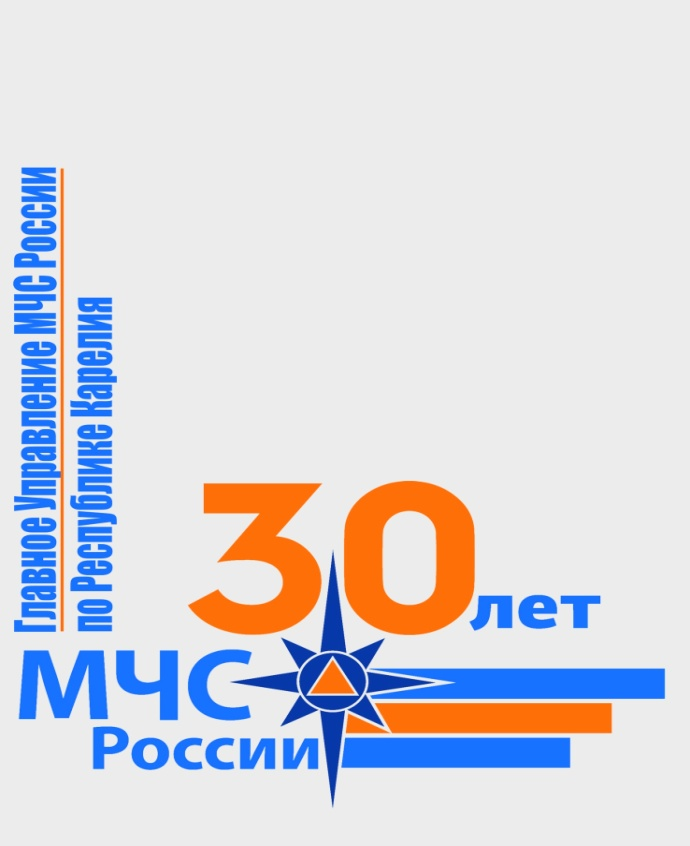 Главное Управление МЧС России
по Республике Карелия
30 лет
МЧС
России